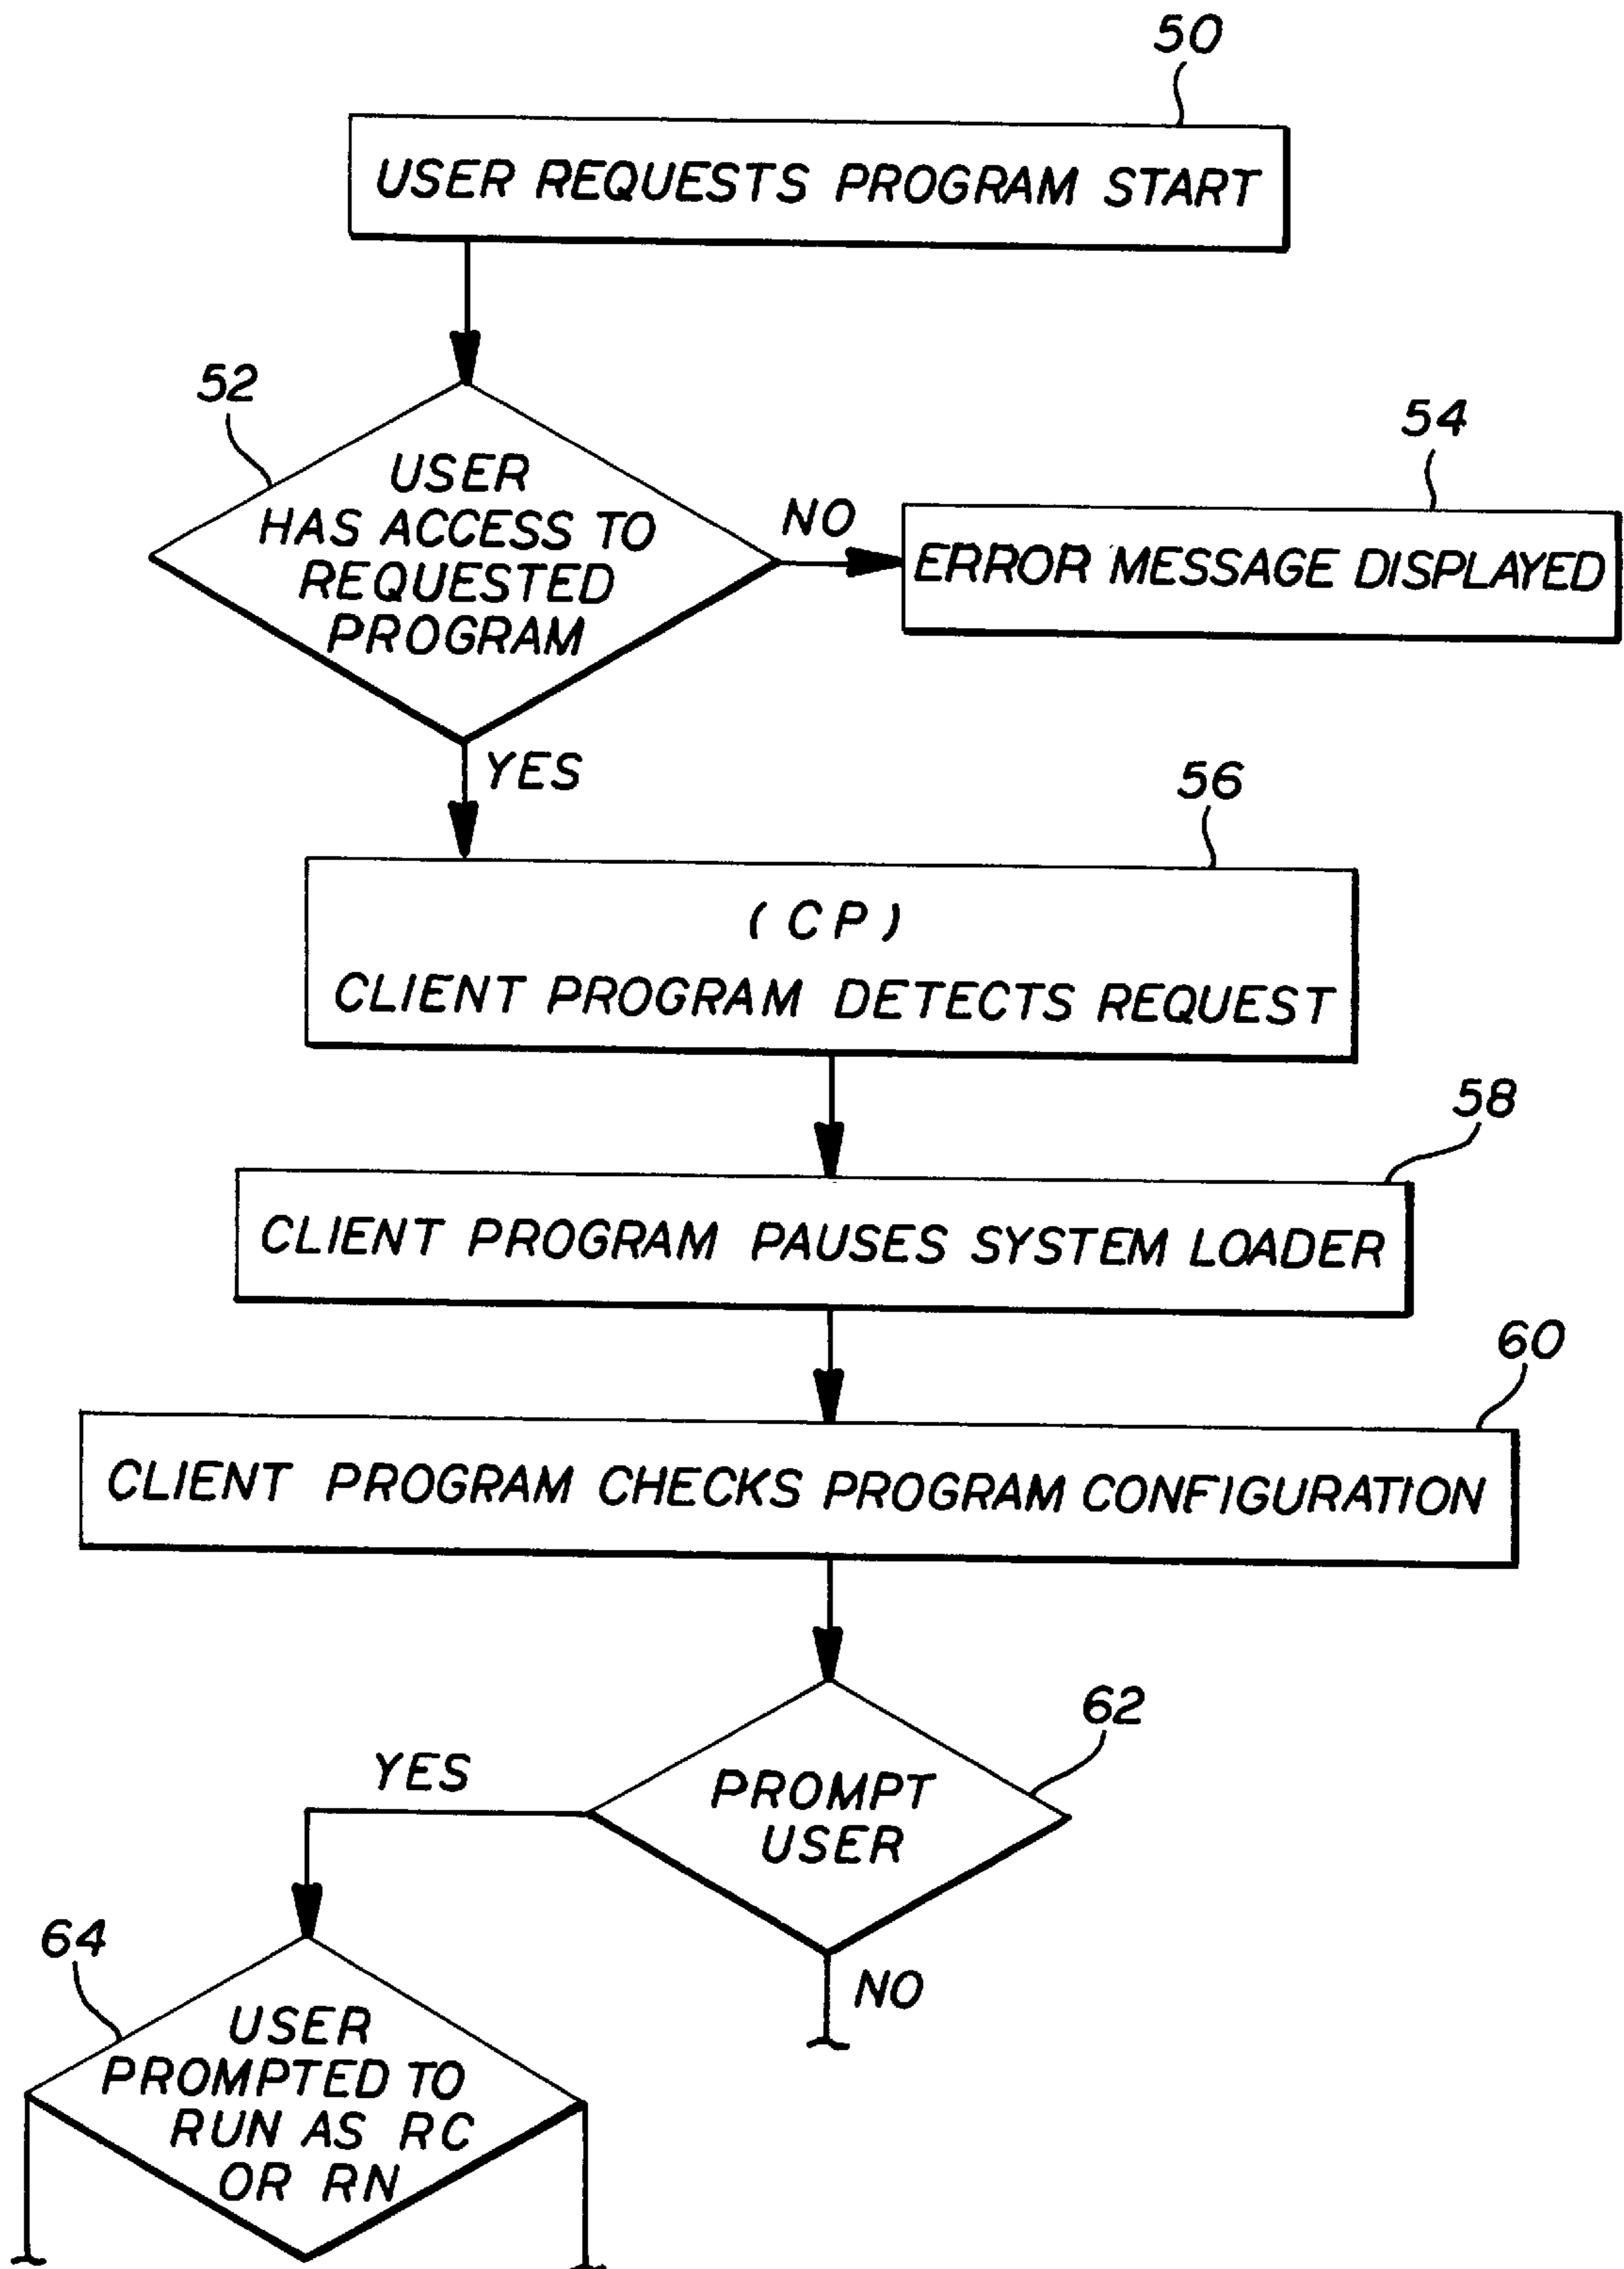 50
USER REQUESTS PROGRAM START
52
USER
HAS ACCESS TO
REQUESTED
PROGRAM
NO
54
ERROR MESSAGE DISPLAYED
YES
56
(CP)
CLIENT PROGRAM DETECTS REQUEST
58
CLIENT PROGRAM PAUSES SYSTEM LOADER
60
CLIENT PROGRAM CHECKS PROGRAM CONFIGURATION
62
PROMPT
USER
YES
NO
64
USER
PROMPTED TO
RUN AS RC
OR RN